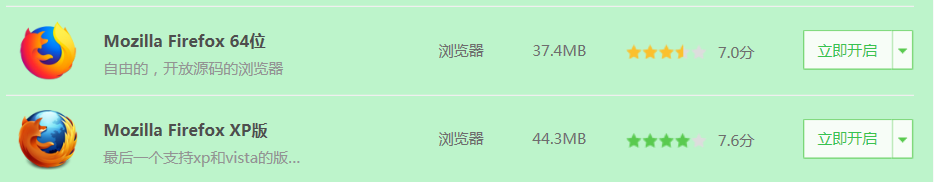 Mozilla Firefox 64位
自由的，开放源码的浏览器
浏览器
37.4MB
7.0分
立即开启
Mozilla Firefox XP版
最后一个支持xp和vista的版...
浏览器
44.3MB
7.6分
立即开启